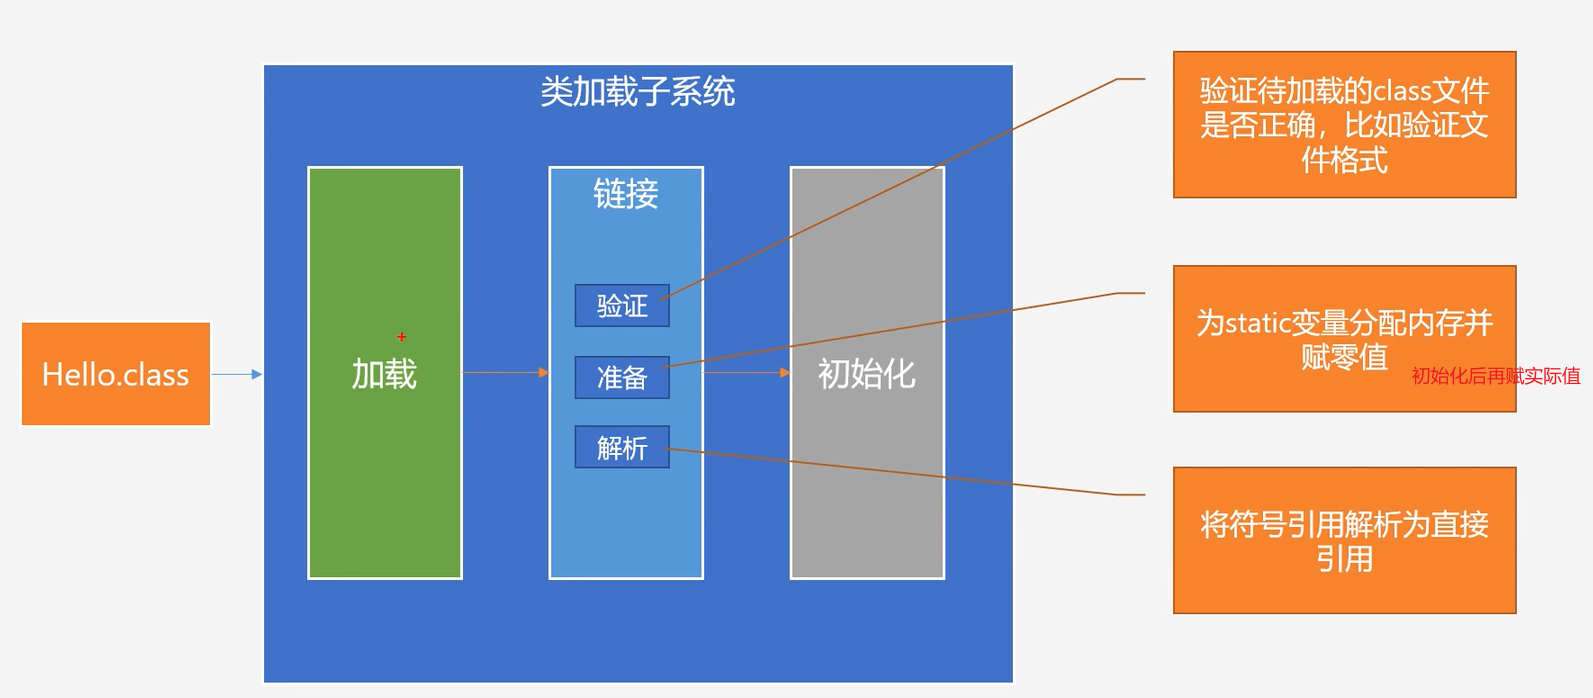 类加载子系统
Hello.class
加载
链接
验证
准备
解析
初始化
验证待加载的class文件
是否正确，比如验证文
件格式
为static变量分配内存并
赋零值
初始化后再赋实际值
将符号引用解析为直接
引用